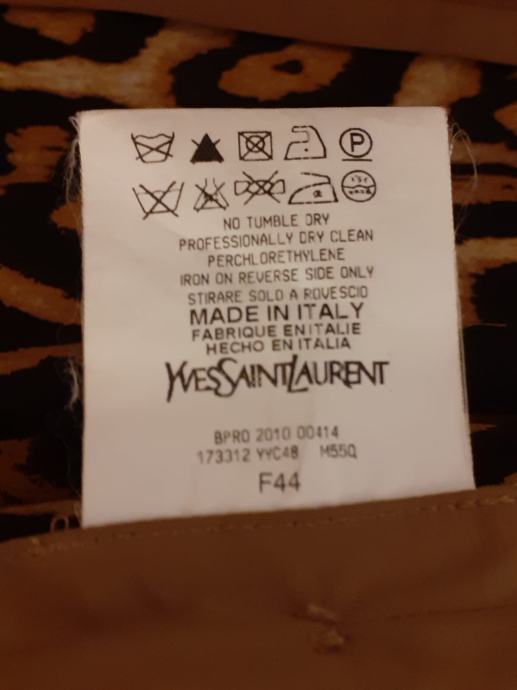 P
NO TUMBLE DRY
PROFESSIONALLY DRY CLEAN
PERCHLORETHYLENE
IRON ON REVERSE SIDE ONLY
STIRARE SOLO A ROVESCIO
MADE IN ITALY
FABRIQUE EN ITALIE
HECHO EN ITALIA
YVESSAINTLAURENT
BPRO 2010 00414
173312 YYC48 M55Q
F44